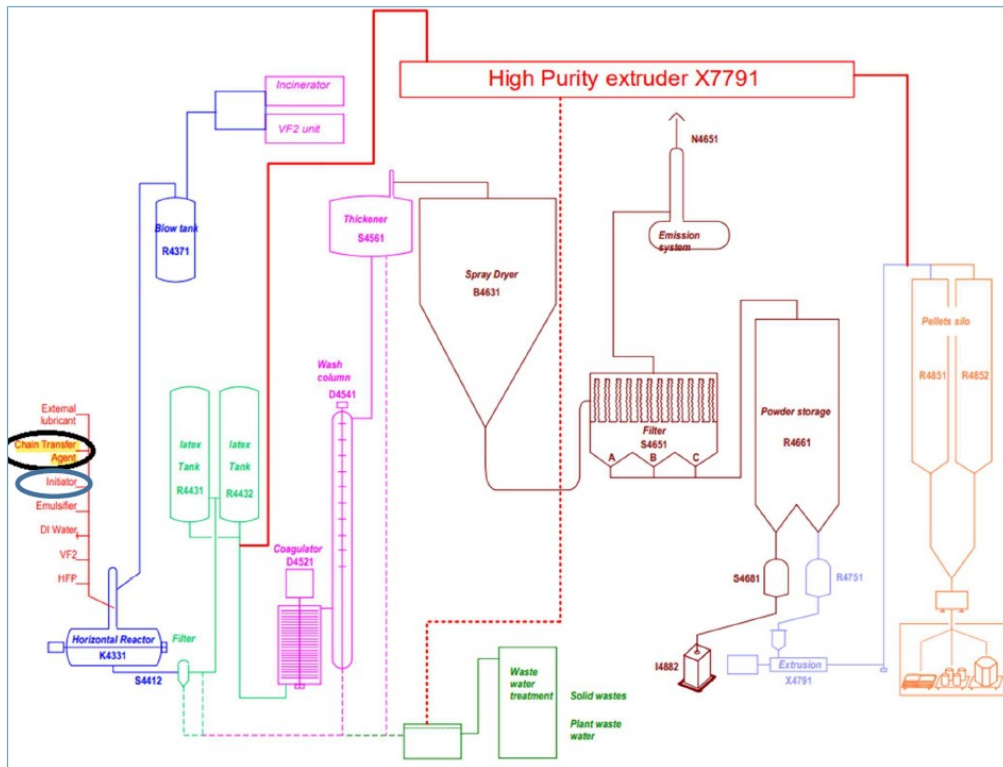 High Purity extruder X7791
Incinerator
VF2 unit
N4651
Blow tank
R4371
Thickener
S4561
Emission
system
Spray Dryer
B4631
Pellets silo
R4851
R4852
Wash
column
D4541
External
lubricant
Chain Transfer
Agent
Initiator
Emulsifier
DI Water
VF2
HFP
latex
Tank
R4431
latex
Tank
R4432
Filter
S4651
A
B
C
Powder storage
R4661
Coagulator
D4521
S4681
R4751
Horizontal Reactor
K4331
Filter
S4412
I4882
Extrusion
X4791
Waste
water
treatment
Solid wastes
Plant waste
water